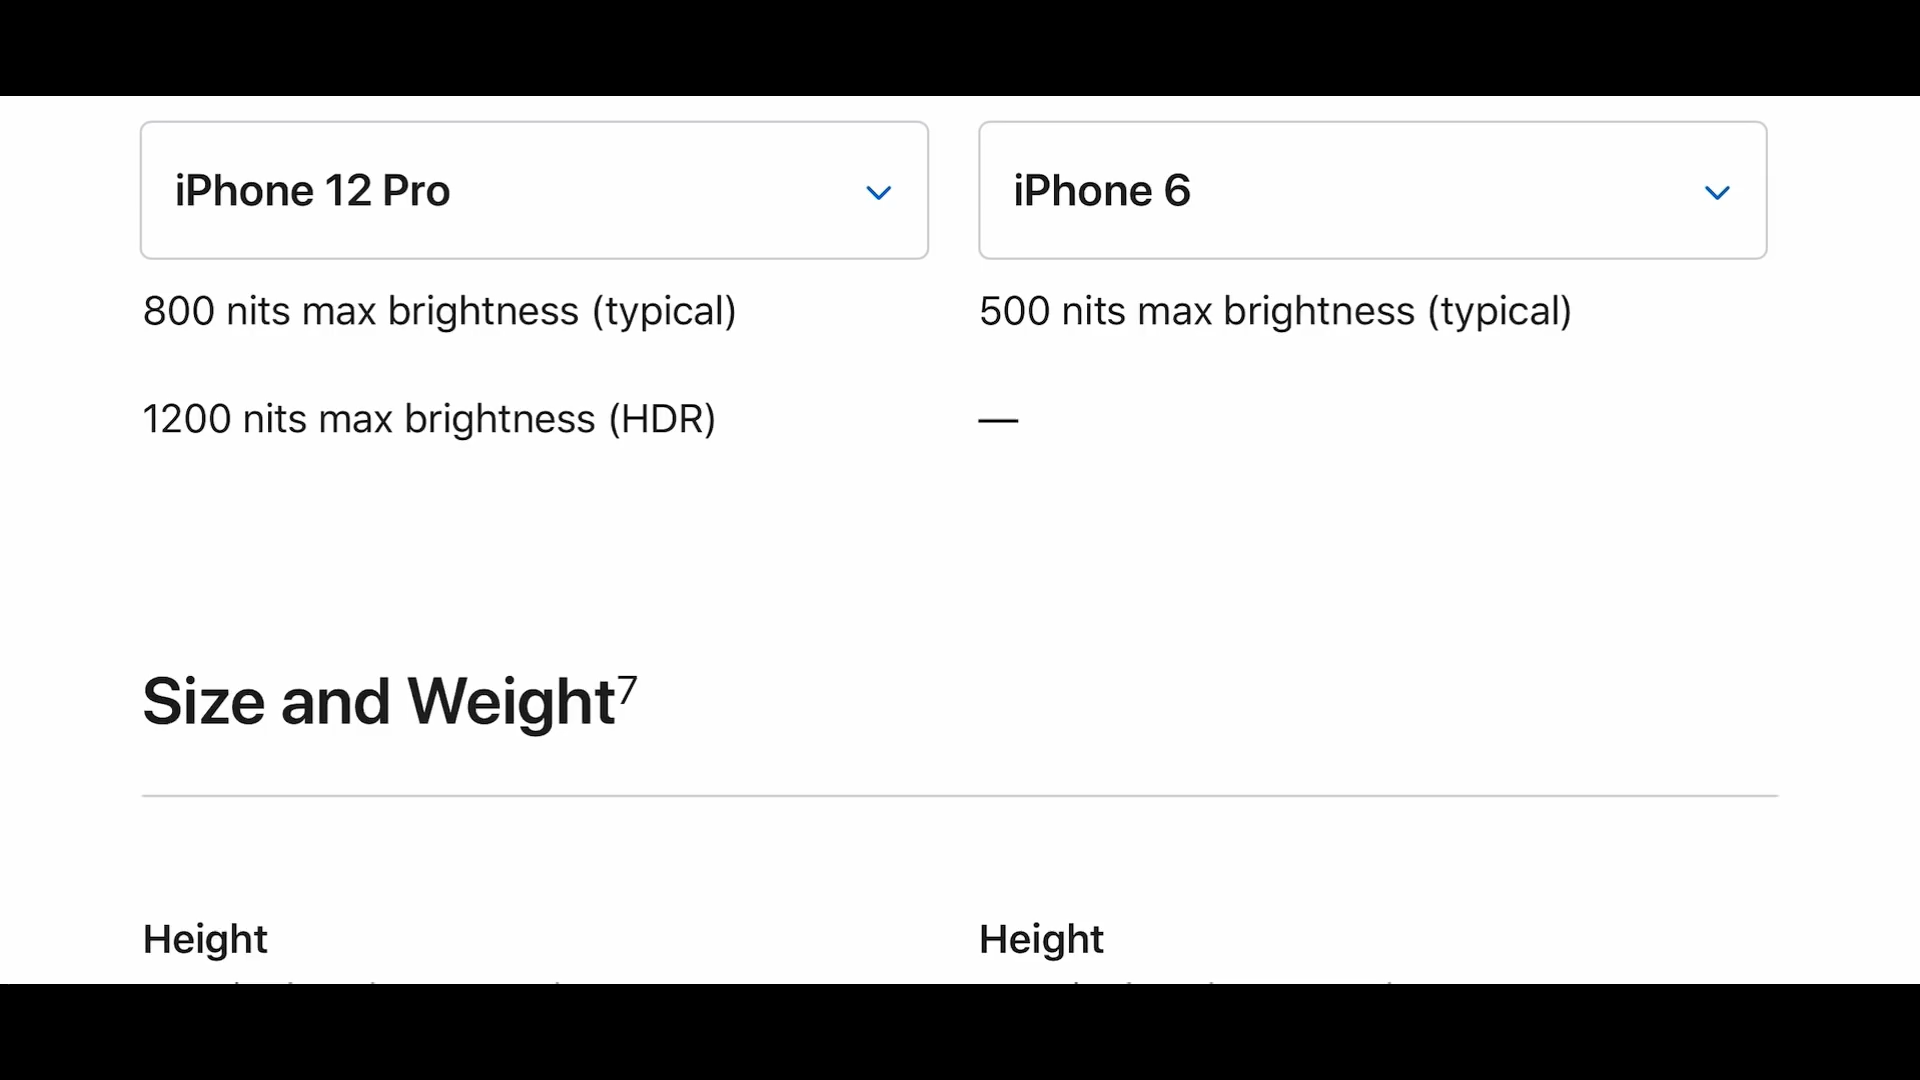 iPhone 12 Pro
iPhone 6
800 nits max brightness (typical)
500 nits max brightness (typical)
1200 nits max brightness (HDR)
—
Size and Weight⁷
Height
Height